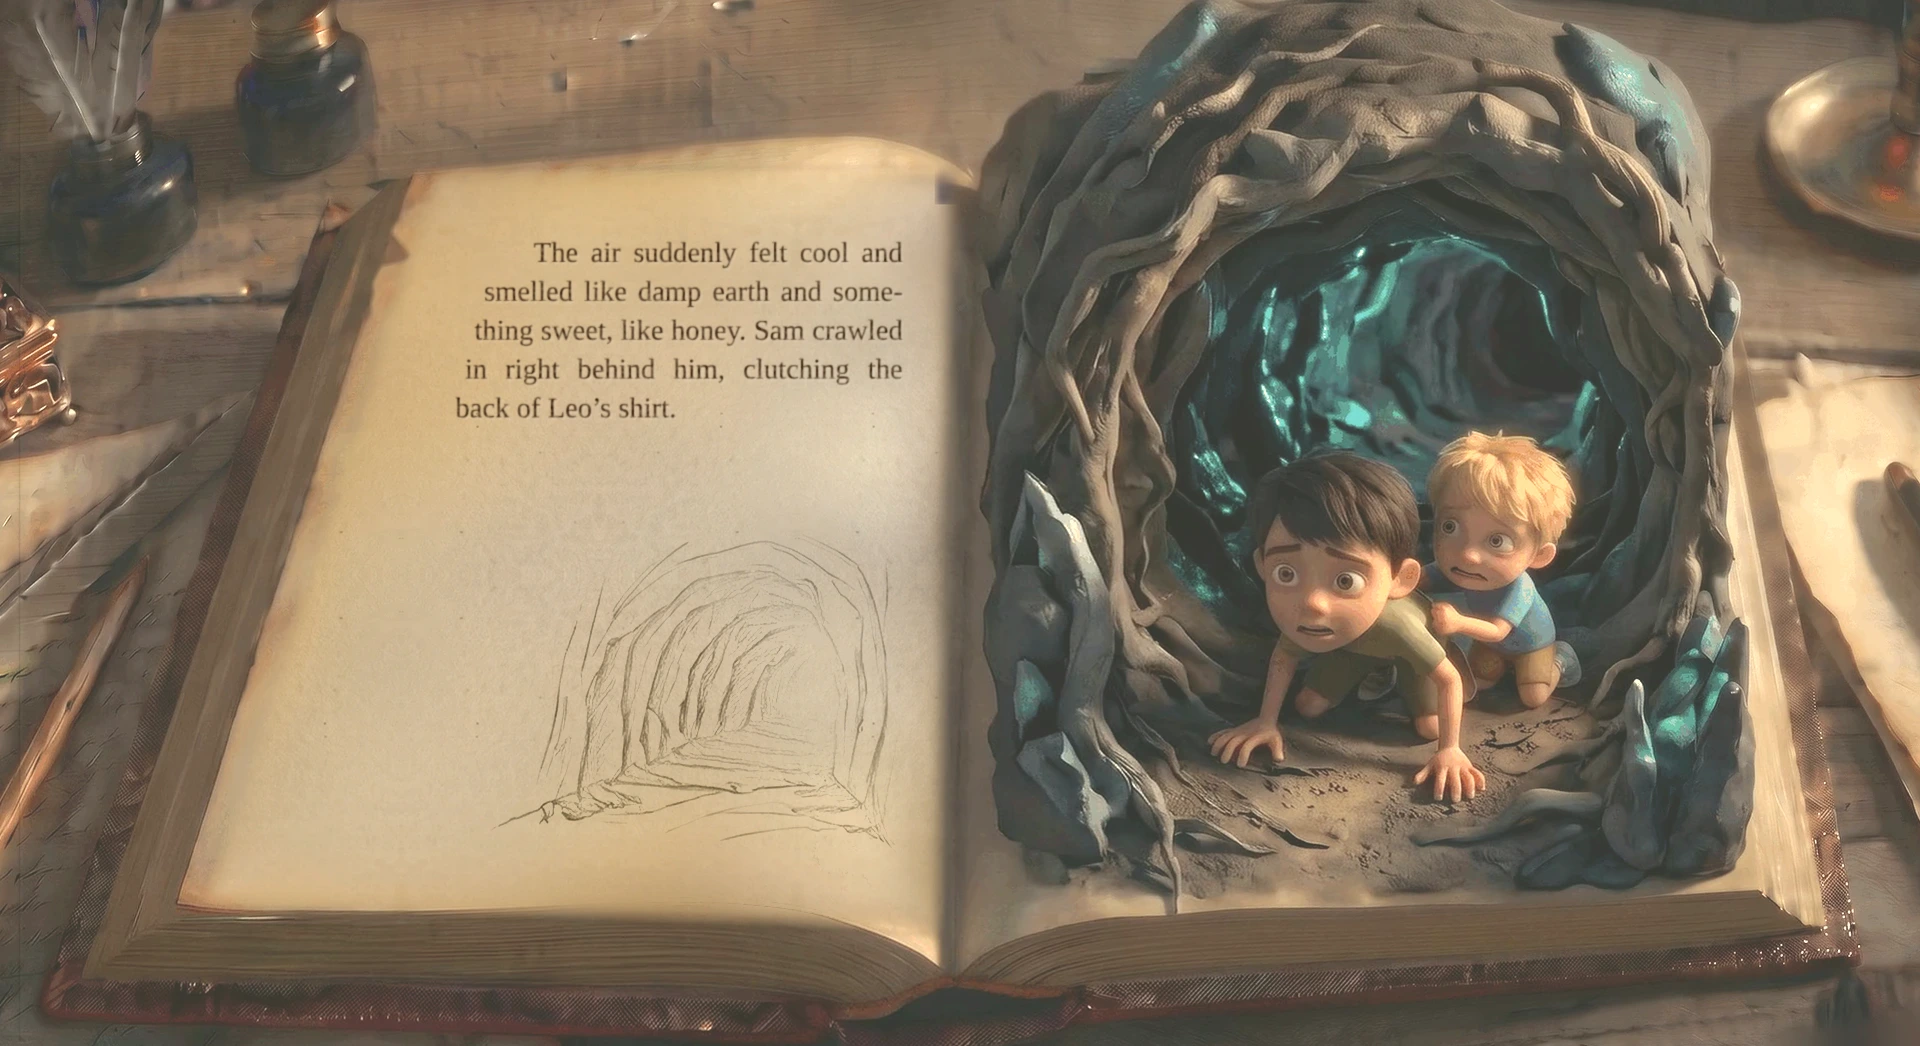 The air suddenly felt cool and
smelled like damp earth and some-
thing sweet, like honey. Sam crawled
in right behind him, clutching the
back of Leo’s shirt.